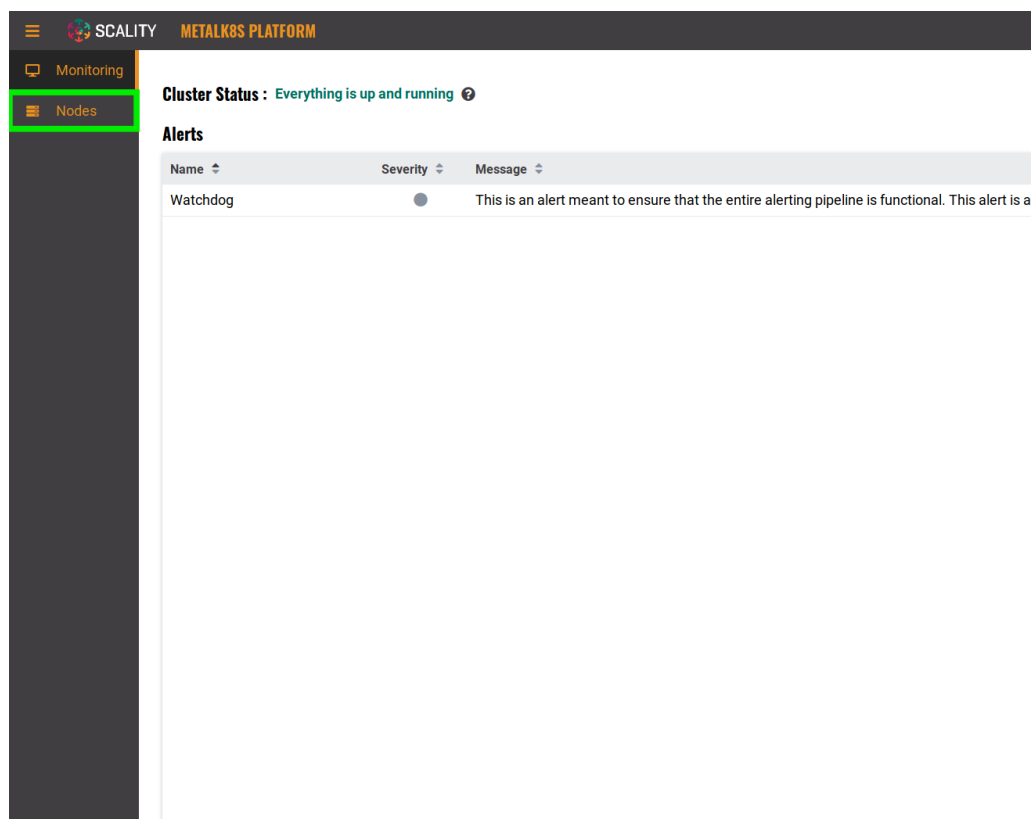 SCALITY METALK8S PLATFORM
Monitoring
Nodes
Cluster Status : Everything is up and running
Alerts
Name Severity Message
Watchdog This is an alert meant to ensure that the entire alerting pipeline is functional. This alert is a